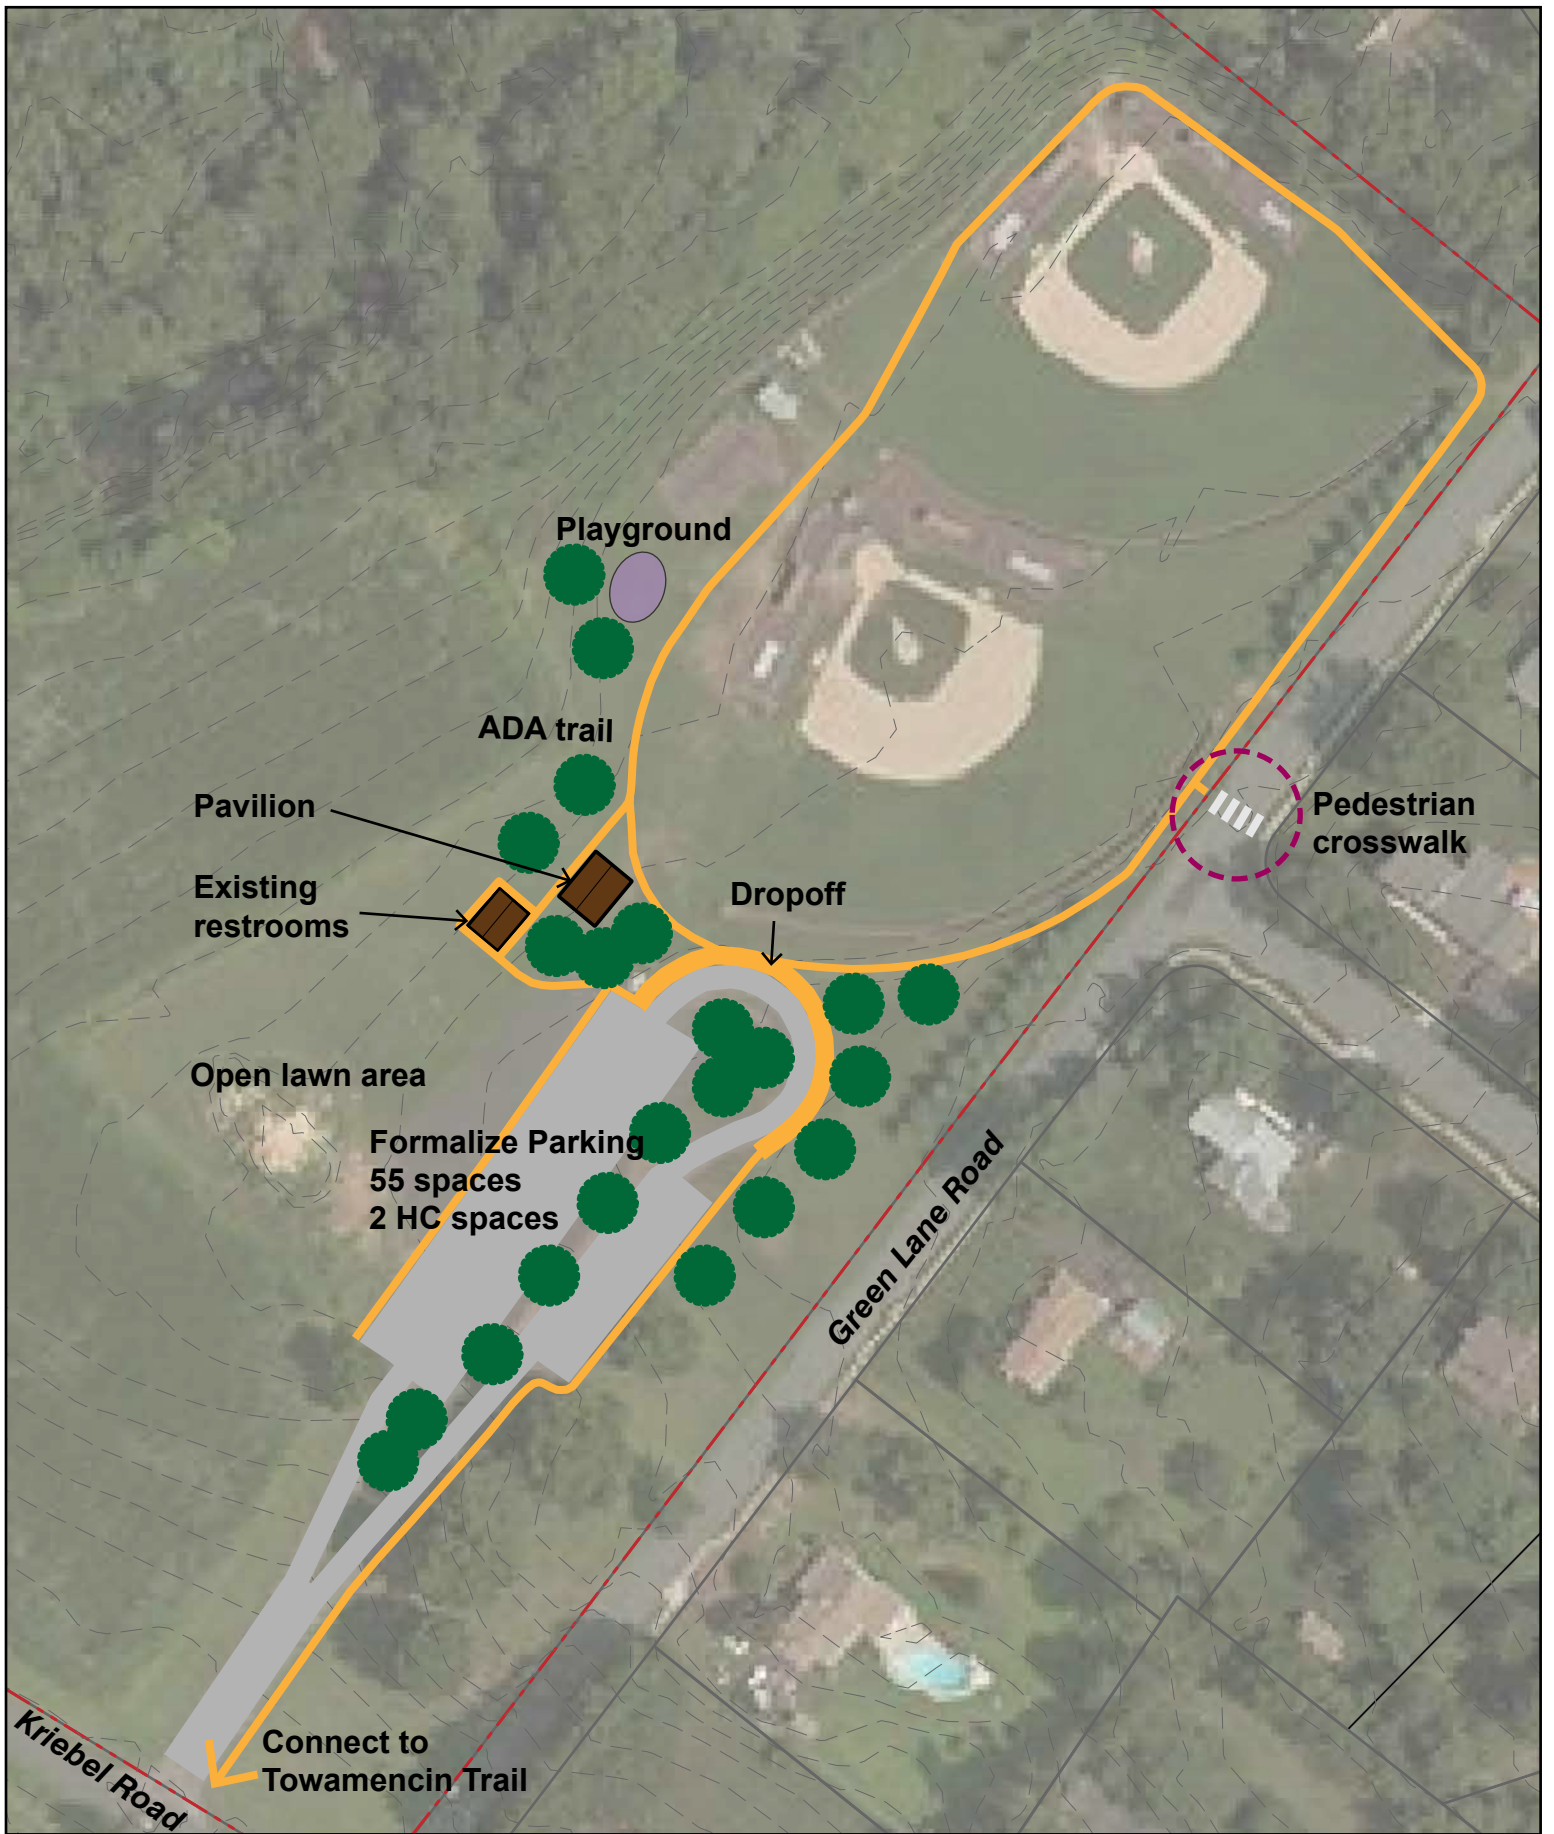 Playground
ADA trail
Pavilion
Pedestrian
crosswalk
Existing
restrooms
Dropoff
Open lawn area
Formalize Parking
55 spaces
2 HC spaces
Green Lane Road
Connect to
Towamencin Trail
Kriebel Road